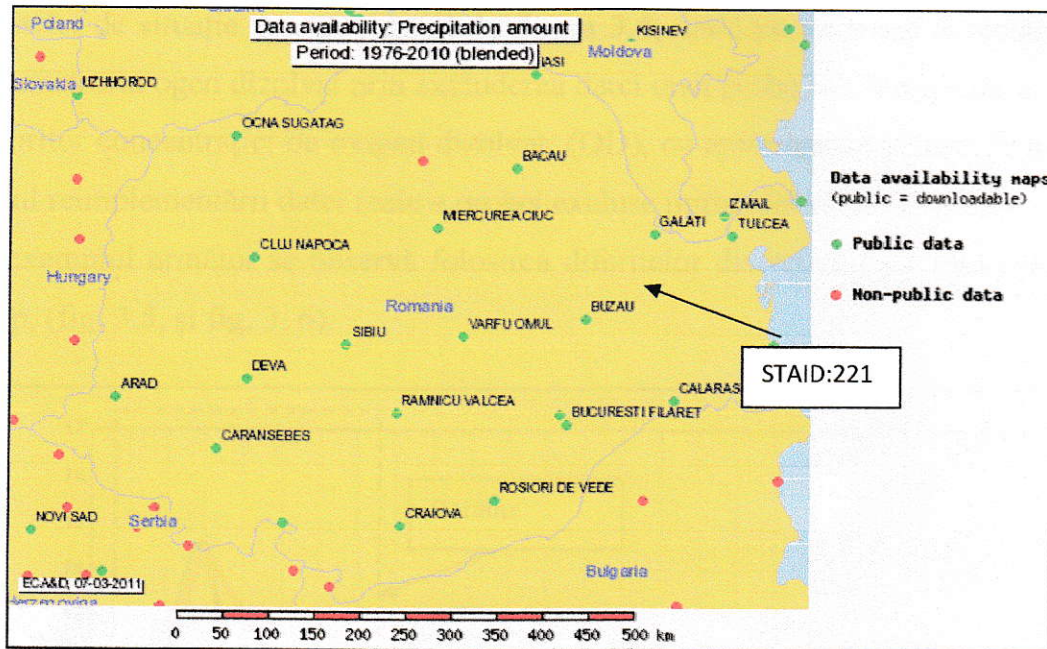 Poland
Data availability: Precipitation amount
Period: 1976-2010 (blended)
KISINEV
Moldova
IASI
Slovakia
UZHHOROD
OCNA SUGATAG
BACAU
Data availability maps
(public = downloadable)
IZMAIL
MIERCUREA CIUC
GALATI
TULCEA
CLUJ NAPOCA
Public data
Hungary
Non-public data
Romania
BUZAU
SIBIU
VARFU OMUL
STAID:221
DEVA
ARAD
CALARAS
RAMNICU VALCEA
BUCURESTI FILARET
CARANSEBES
ROSIORI DE VEDE
NOVI SAD
Serbia
CRAIOVA
Bulgaria
ECA&D, 07-03-2011
0 50 100 150 200 250 300 350 400 450 500 km